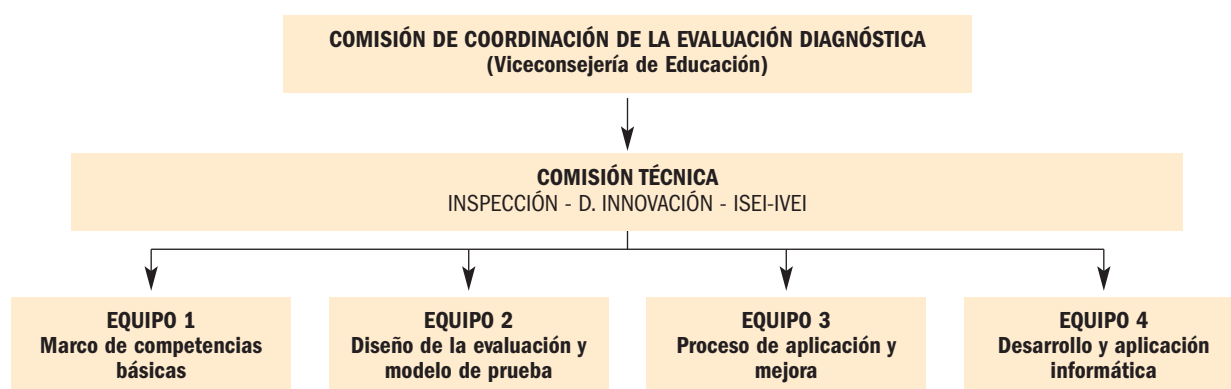 COMISIÓN DE COORDINACIÓN DE LA EVALUACIÓN DIAGNÓSTICA
(Viceconsejería de Educación)
COMISIÓN TÉCNICA
INSPECCIÓN - D. INNOVACIÓN - ISEI-IVEI
EQUIPO 1
Marco de competencias
básicas
EQUIPO 2
Diseño de la evaluación y
modelo de prueba
EQUIPO 3
Proceso de aplicación y
mejora
EQUIPO 4
Desarrollo y aplicación
informática